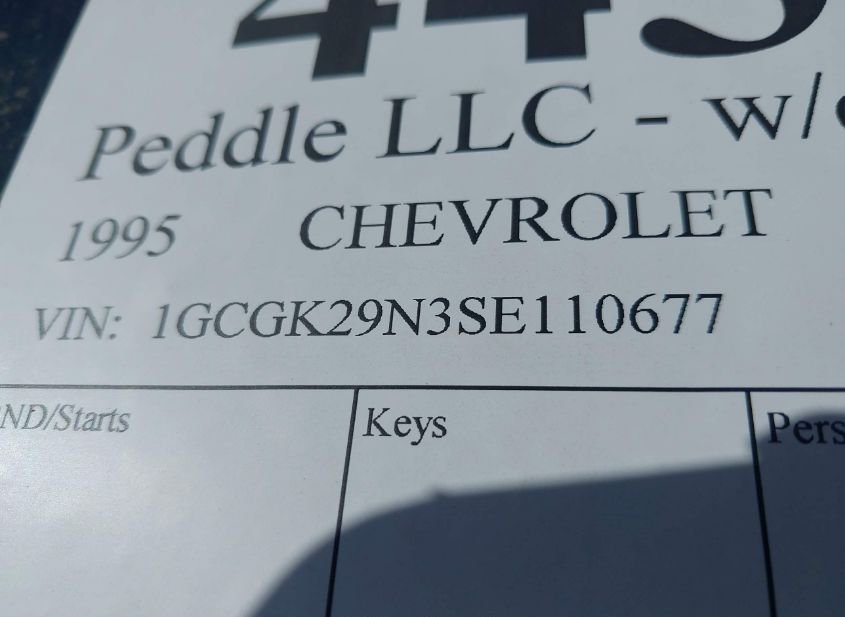 Peddle LLC - w/
1995 CHEVROLET
VIN: 1GCGK29N3SE110677
ND/Starts Keys Pers